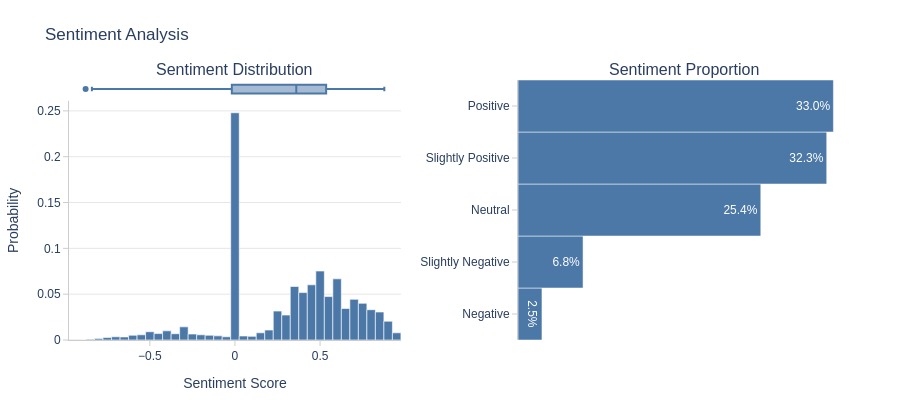 Sentiment Analysis
Sentiment Distribution
0.25
0.2
0.15
0.1
0.05
0
−0.5
0
0.5
Probability
Sentiment Score
Sentiment Proportion
Positive 33.0%
Slightly Positive 32.3%
Neutral 25.4%
Slightly Negative 6.8%
Negative 2.5%